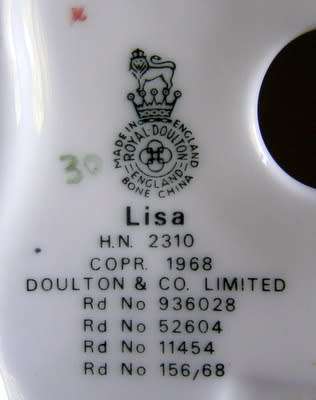 MADE IN ENGLAND
ROYAL·DOULTON
ENGLAND
BONE CHINA
30
Lisa
H.N. 2310
COPR. 1968
DOULTON & CO. LIMITED
Rd No 936028
Rd No 52604
Rd No 11454
Rd No 156/68